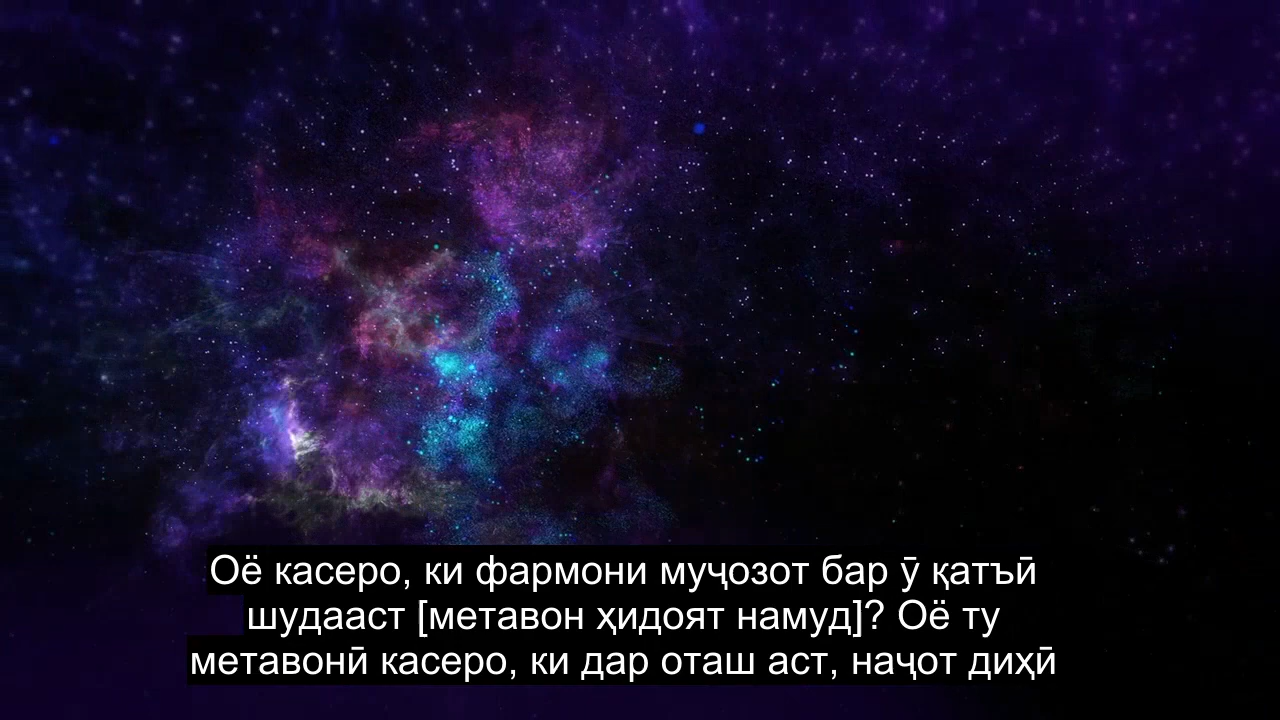 Оё касеро, ки фармони муҷозот бар ӯ қатъӣ
шудааст [метавон ҳидоят намуд]? Оё ту
метавонӣ касеро, ки дар оташ аст, наҷот диҳӣ